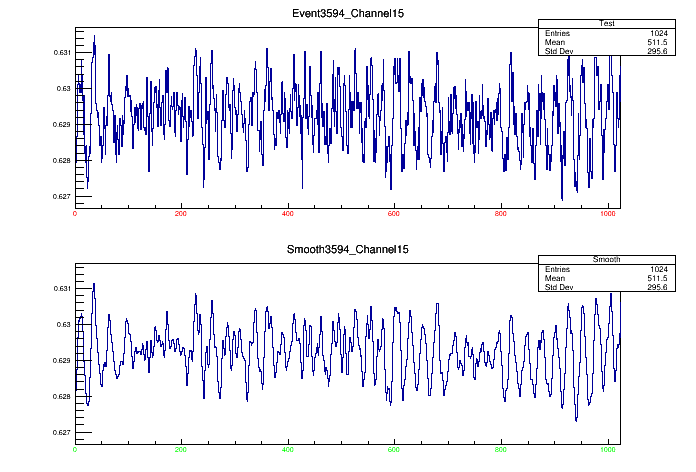 Event3594_Channel15
Test
Entries 1024
Mean 511.5
Std Dev 295.6
0.631
0.63
0.629
0.628
0.627
0 200 400 600 800 1000
Smooth3594_Channel15
Smooth
Entries 1024
Mean 511.5
Std Dev 295.6
0.631
0.63
0.629
0.628
0.627
0 200 400 600 800 1000